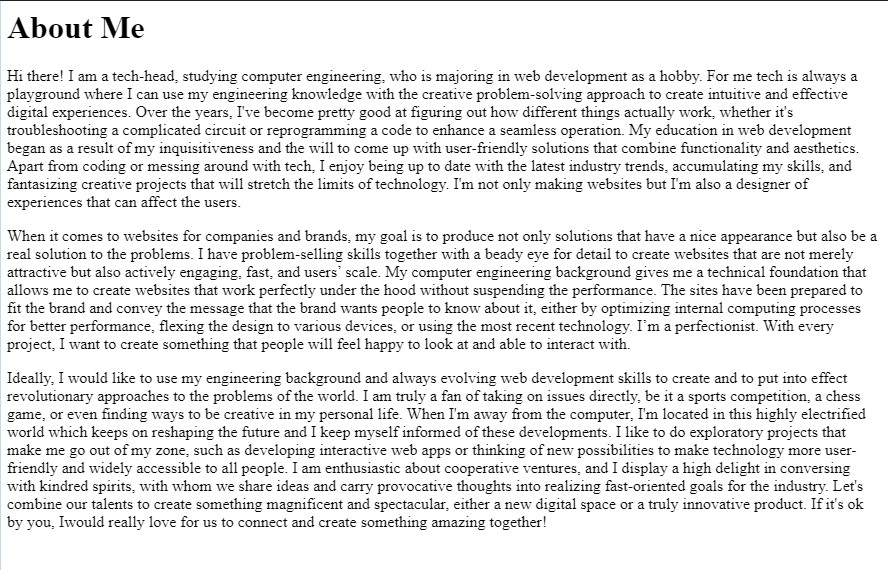 About Me
Hi there! I am a tech-head, studying computer engineering, who is majoring in web development as a hobby. For me tech is always a
playground where I can use my engineering knowledge with the creative problem-solving approach to create intuitive and effective
digital experiences. Over the years, I've become pretty good at figuring out how different things actually work, whether it's
troubleshooting a complicated circuit or reprogramming a code to enhance a seamless operation. My education in web development
began as a result of my inquisitiveness and the will to come up with user-friendly solutions that combine functionality and aesthetics.
Apart from coding or messing around with tech, I enjoy being up to date with the latest industry trends, accumulating my skills, and
fantasizing creative projects that will stretch the limits of technology. I'm not only making websites but I'm also a designer of
experiences that can affect the users.
When it comes to websites for companies and brands, my goal is to produce not only solutions that have a nice appearance but also be a
real solution to the problems. I have problem-selling skills together with a beady eye for detail to create websites that are not merely
attractive but also actively engaging, fast, and users’ scale. My computer engineering background gives me a technical foundation that
allows me to create websites that work perfectly under the hood without suspending the performance. The sites have been prepared to
fit the brand and convey the message that the brand wants people to know about it, either by optimizing internal computing processes
for better performance, flexing the design to various devices, or using the most recent technology. I’m a perfectionist. With every
project, I want to create something that people will feel happy to look at and able to interact with.
Ideally, I would like to use my engineering background and always evolving web development skills to create and to put into effect
revolutionary approaches to the problems of the world. I am truly a fan of taking on issues directly, be it a sports competition, a chess
game, or even finding ways to be creative in my personal life. When I'm away from the computer, I'm located in this highly electrified
world which keeps on reshaping the future and I keep myself informed of these developments. I like to do exploratory projects that
make me go out of my zone, such as developing interactive web apps or thinking of new possibilities to make technology more user-
friendly and widely accessible to all people. I am enthusiastic about cooperative ventures, and I display a high delight in conversing
with kindred spirits, with whom we share ideas and carry provocative thoughts into realizing fast-oriented goals for the industry. Let's
combine our talents to create something magnificent and spectacular, either a new digital space or a truly innovative product. If it's ok
by you, Iwould really love for us to connect and create something amazing together!